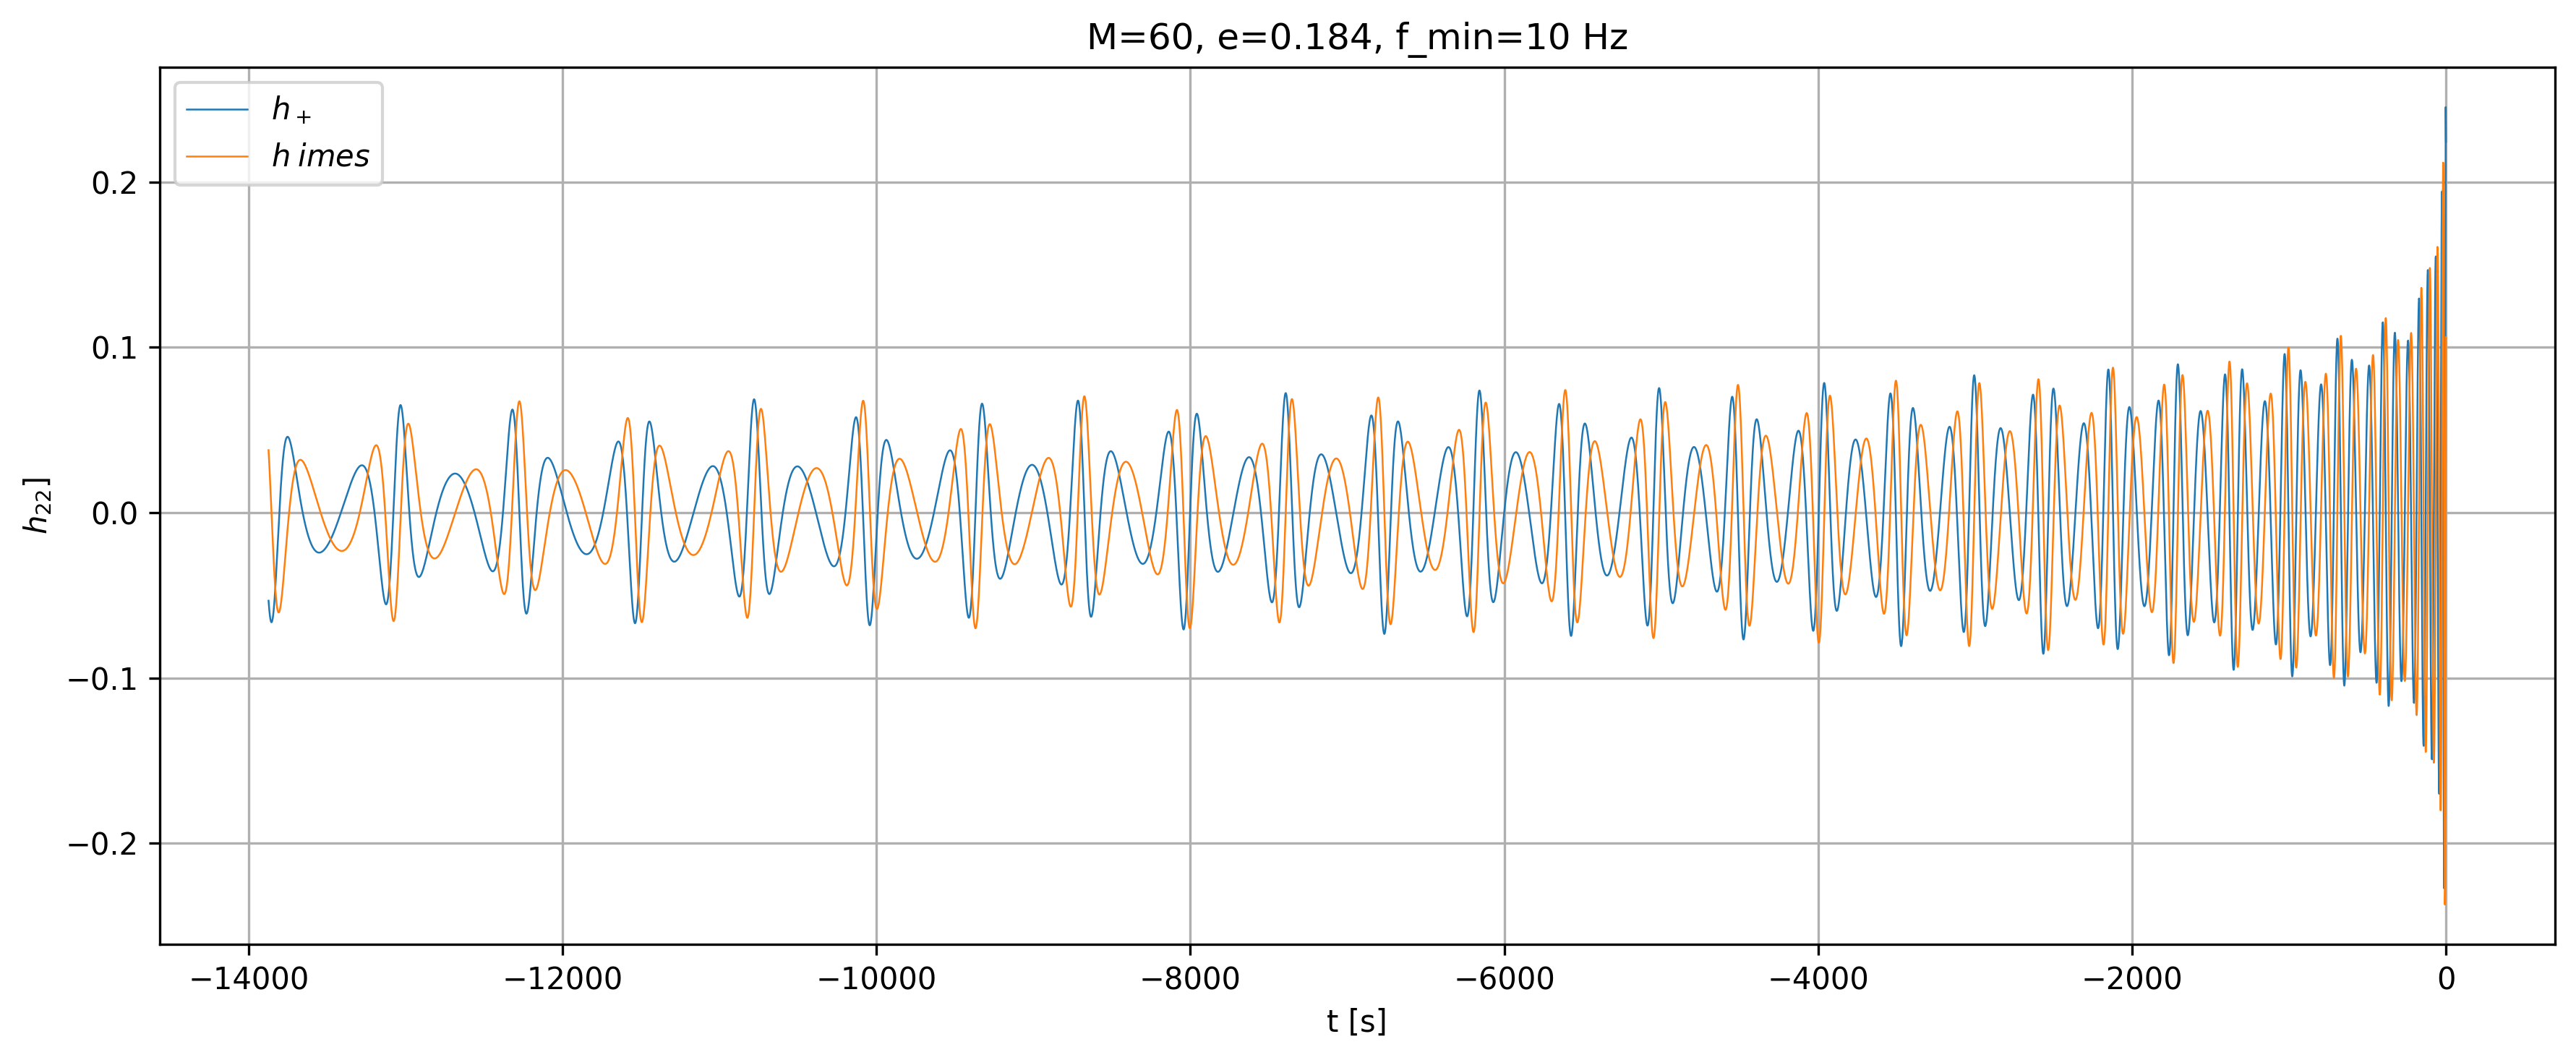 M=60, e=0.184, f_min=10 Hz
h₊
h imes
0.2
0.1
0.0
−0.1
−0.2
h₂₂]
−14000 −12000 −10000 −8000 −6000 −4000 −2000 0
t [s]